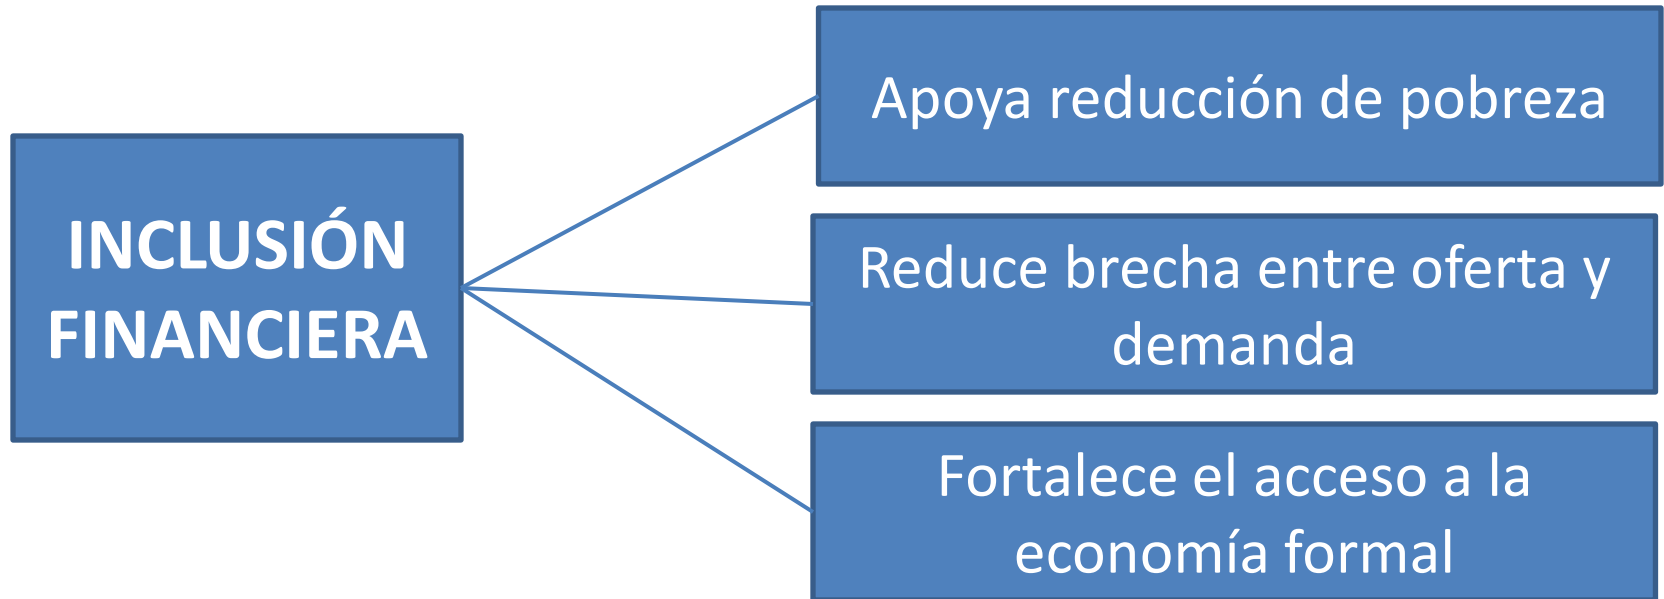 INCLUSIÓN
FINANCIERA
Apoya reducción de pobreza
Reduce brecha entre oferta y
demanda
Fortalece el acceso a la
economía formal